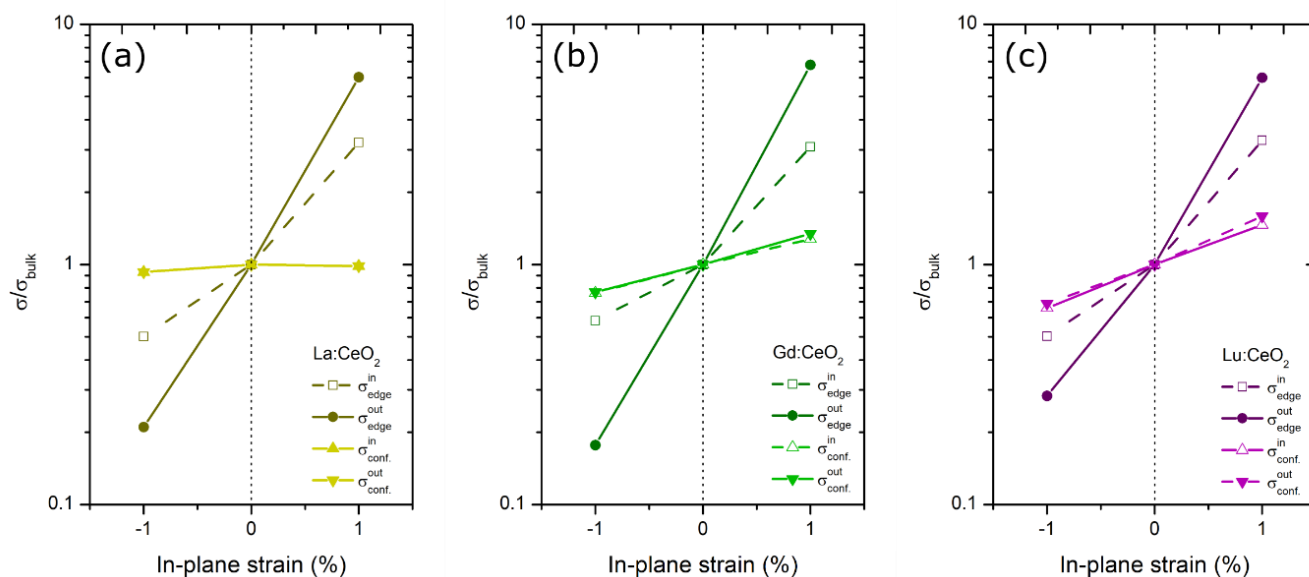 (a)
10
1
0.1
σ/σbulk
-1
0
1
In-plane strain (%)
La:CeO2
σ in edge
σ out edge
σ in conf.
σ out conf.
(b)
10
1
0.1
σ/σbulk
-1
0
1
In-plane strain (%)
Gd:CeO2
σ in edge
σ out edge
σ in conf.
σ out conf.
(c)
10
1
0.1
σ/σbulk
-1
0
1
In-plane strain (%)
Lu:CeO2
σ in edge
σ out edge
σ in conf.
σ out conf.